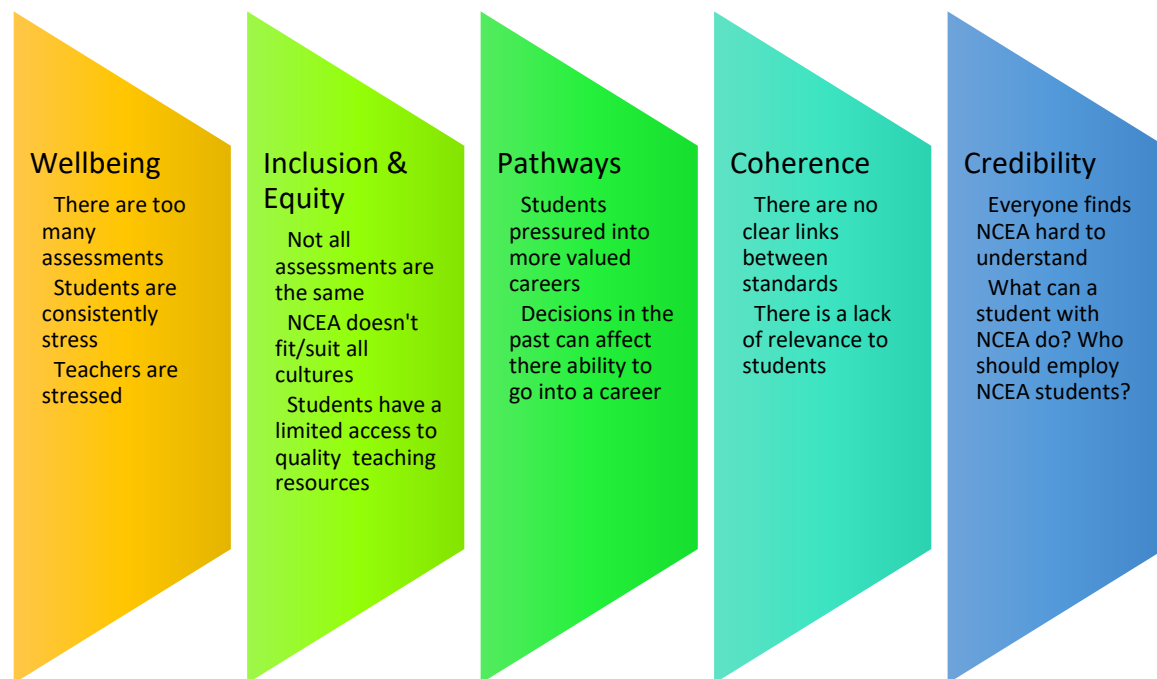 Wellbeing
There are too
many
assessments
Students are
consistently
stress
Teachers are
stressed
Inclusion &
Equity
Not all
assessments are
the same
NCEA doesn't
fit/suit all
cultures
Students have a
limited access to
quality teaching
resources
Pathways
Students
pressured into
more valued
careers
Decisions in the
past can affect
there ability to
go into a career
Coherence
There are no
clear links
between
standards
There is a lack
of relevance to
students
Credibility
Everyone finds
NCEA hard to
understand
What can a
student with
NCEA do? Who
should employ
NCEA students?